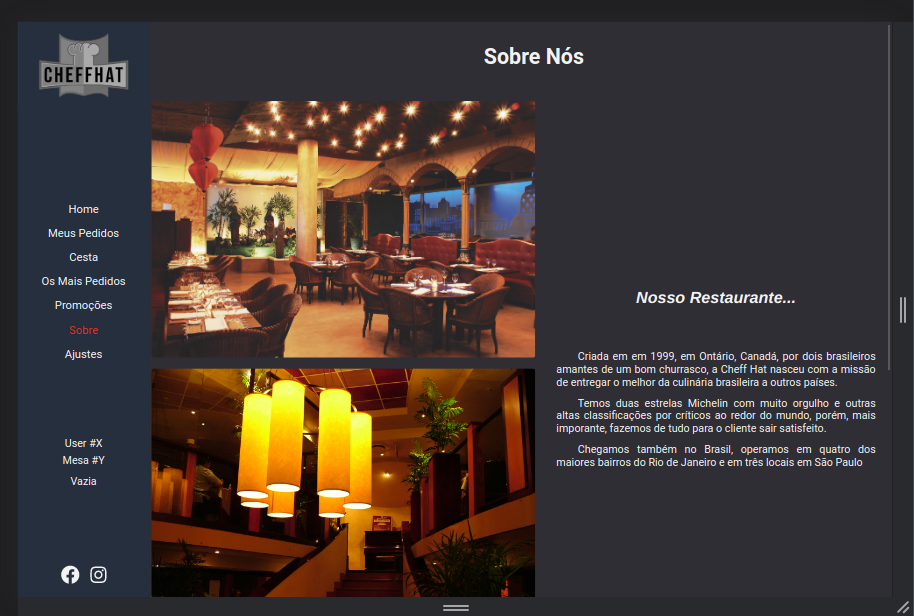 CHEFFHAT
Home
Meus Pedidos
Cesta
Os Mais Pedidos
Promoções
Sobre
Ajustes
User #X
Mesa #Y
Vazia
Sobre Nós
Nosso Restaurante...
Criada em em 1999, em Ontário, Canadá, por dois brasileiros
amantes de um bom churrasco, a Cheff Hat nasceu com a missão
de entregar o melhor da culinária brasileira a outros países.
Temos duas estrelas Michelin com muito orgulho e outras
altas classificações por críticos ao redor do mundo, porém, mais
imporante, fazemos de tudo para o cliente sair satisfeito.
Chegamos também no Brasil, operamos em quatro dos
maiores bairros do Rio de Janeiro e em três locais em São Paulo